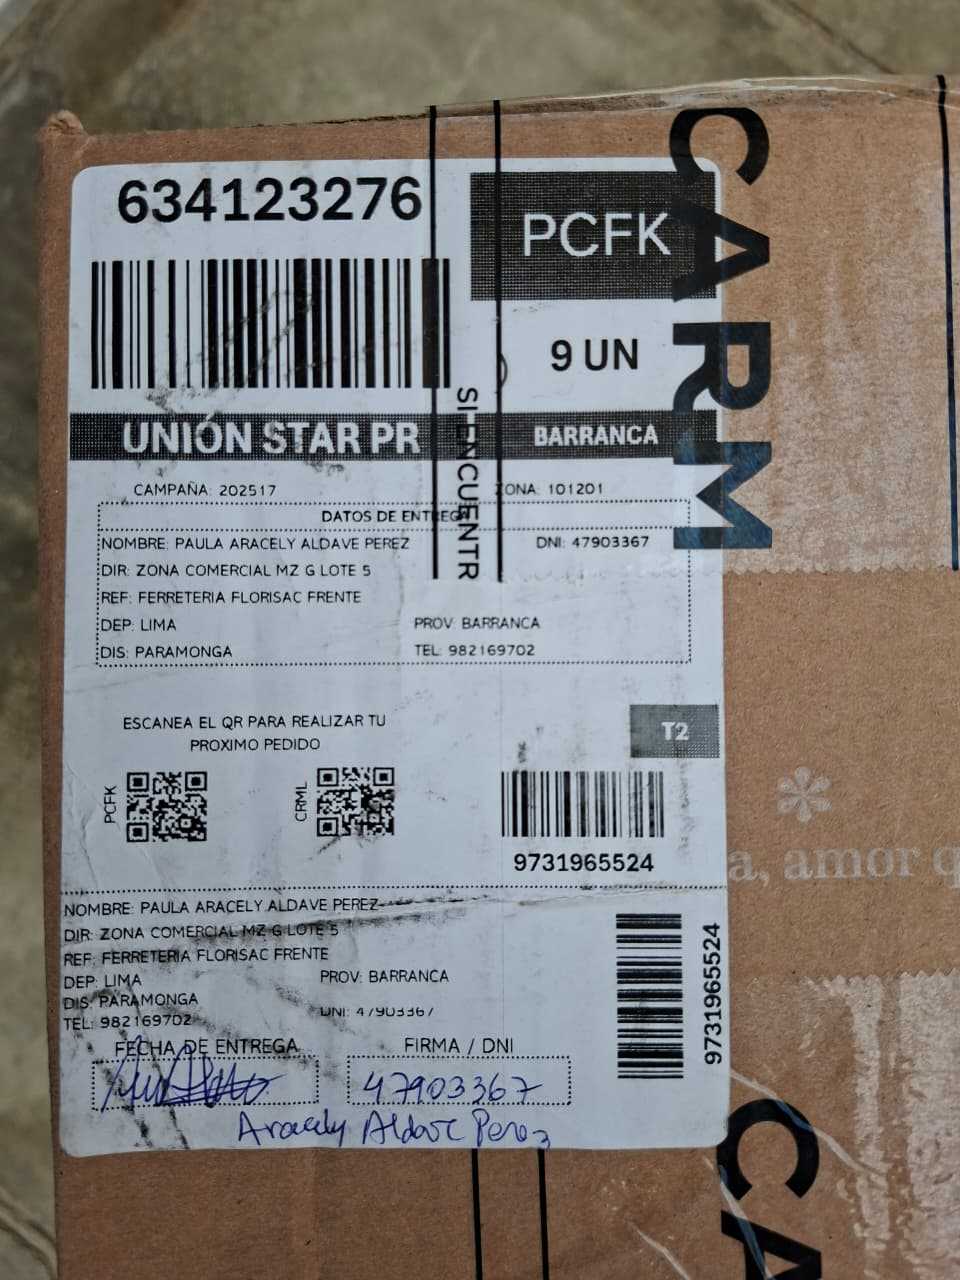 634123276
PCFK
9 UN
UNIÓN STAR PR
BARRANCA
CAMPAÑA: 202517
ZONA: 101201
DATOS DE ENTREGA
NOMBRE: PAULA ARACELY ALDAVE PEREZ
DNI: 47903367
DIR: ZONA COMERCIAL MZ G LOTE 5
REF: FERRETERIA FLORISAC FRENTE
DEP: LIMA
PROV: BARRANCA
DIS: PARAMONGA
TEL: 982169702
ESCANEA EL QR PARA REALIZAR TU
PROXIMO PEDIDO
T2
PCFK
CRML
9731965524
NOMBRE: PAULA ARACELY ALDAVE PEREZ
DIR: ZONA COMERCIAL MZ G LOTE 5
REF: FERRETERIA FLORISAC FRENTE
DEP: LIMA
PROV: BARRANCA
DIS: PARAMONGA
DNI: 47903367
TEL: 982169702
9731965524
FECHA DE ENTREGA
FIRMA / DNI
47903367
Aracely Aldave Perez
SI ENCUENTR
CARM
a, amor q
CA